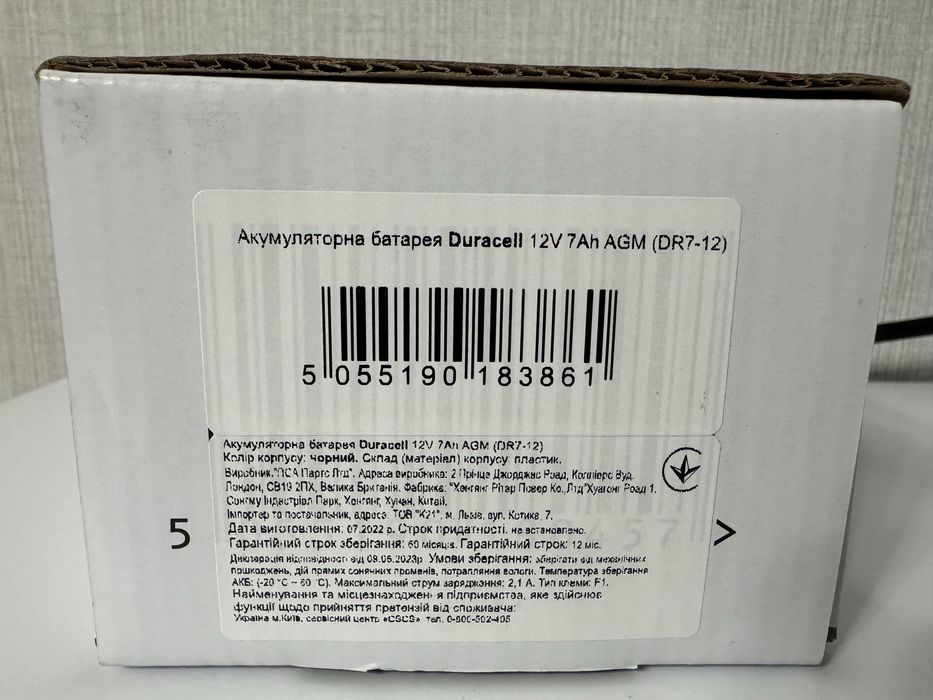 Акумуляторна батарея Duracell 12V 7Ah AGM (DR7-12)
5 055190 183861
Акумуляторна батарея Duracell 12V 7Ah AGM (DR7-12)
Колір корпусу: чорний. Склад (матеріал) корпусу: пластик.
Виробник: "ПСА Партс Лтд". Адреса виробника: 2 Прінце Джорджас Роад, Колліерс Вуд,
Лондон, СВ19 2ПХ, Велика Британія. Фабрика: "Хенгянг Рітар Повер Ко., Лтд" Хуагонг Роад 1,
Сонгму Індастріал Парк, Хенгянг, Хунан, Китай.
Імпортер та постачальник, адреса: ТОВ "К21", м. Львів, вул. Котика, 7.
Дата виготовлення: 07.2022 р. Строк придатності: не встановлено.
Гарантійний строк зберігання: 60 місяців. Гарантійний строк: 12 міс.
Декларація відповідності від 09.05.2023р Умови зберігання: зберігати від механічних
пошкоджень, дій прямих сонячних променів, потрапляння вологи. Температура зберігання
АКБ: (-20 °С ~ 60 °С). Максимальний струм заряджання: 2,1 А. Тип клеми: F1.
Найменування та місцезнаходження підприємства, яке здійснює
функції щодо прийняття претензій від споживача:
Україна м.Київ, сервісний центр «CSCS» тел. 0-800-502-405
5 457 >